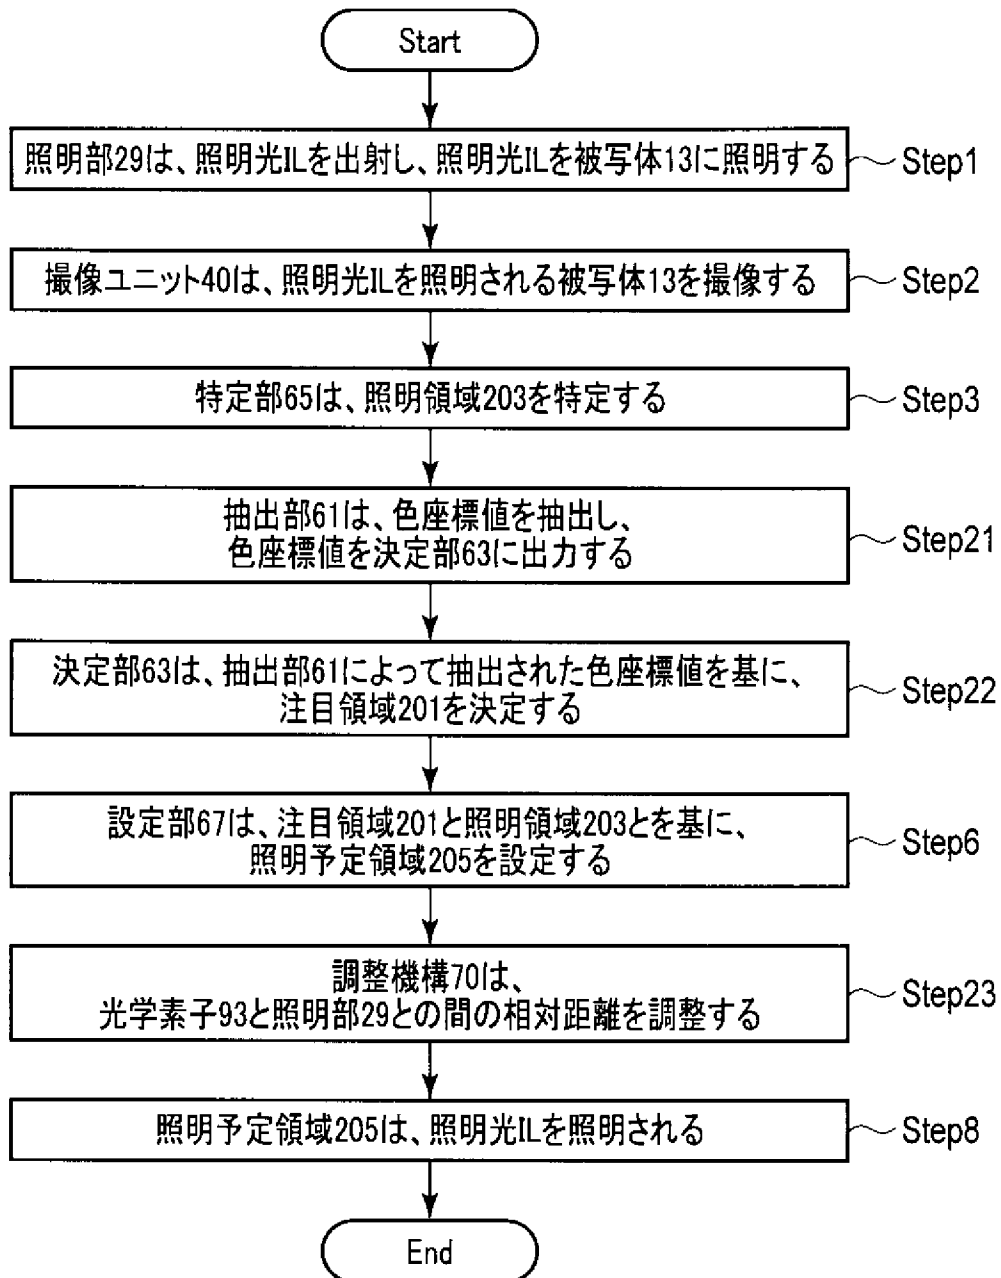 Start
照明部29は、照明光ILを出射し、照明光ILを被写体13に照明する
Step1
撮像ユニット40は、照明光ILを照明される被写体13を撮像する
Step2
特定部65は、照明領域203を特定する
Step3
抽出部61は、色座標値を抽出し、
色座標値を決定部63に出力する
Step21
決定部63は、抽出部61によって抽出された色座標値を基に、
注目領域201を決定する
Step22
設定部67は、注目領域201と照明領域203とを基に、
照明予定領域205を設定する
Step6
調整機構70は、
光学素子93と照明部29との間の相対距離を調整する
Step23
照明予定領域205は、照明光ILを照明される
Step8
End